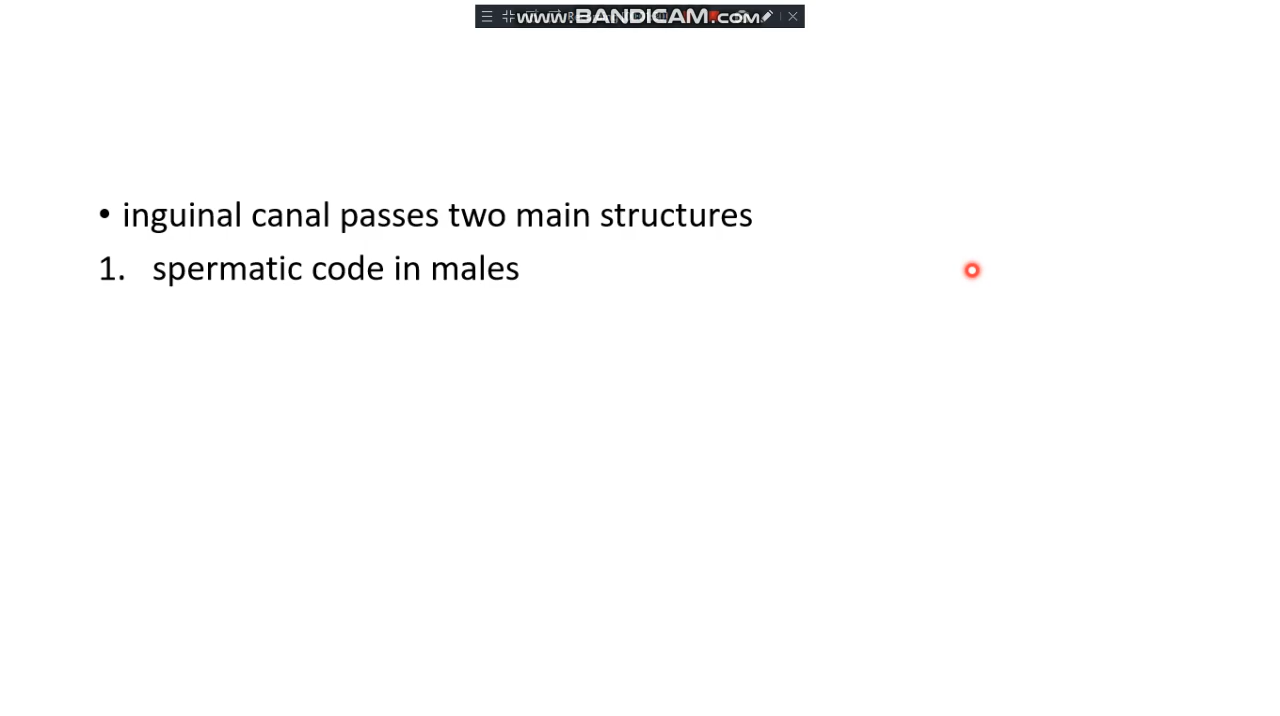 www.BANDICAM.com
• inguinal canal passes two main structures
1. spermatic code in males